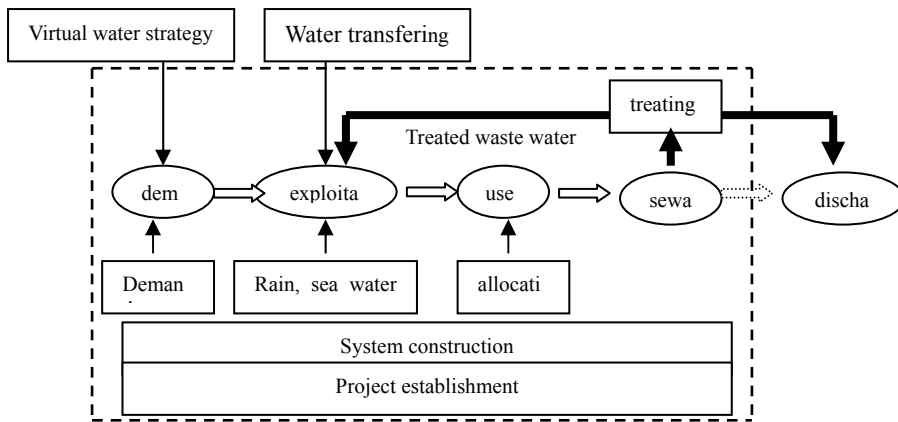 Virtual water strategy
Water transfering
treating
Treated waste water
dem
exploita
use
sewa
discha
Deman
Rain, sea water
allocati
System construction
Project establishment